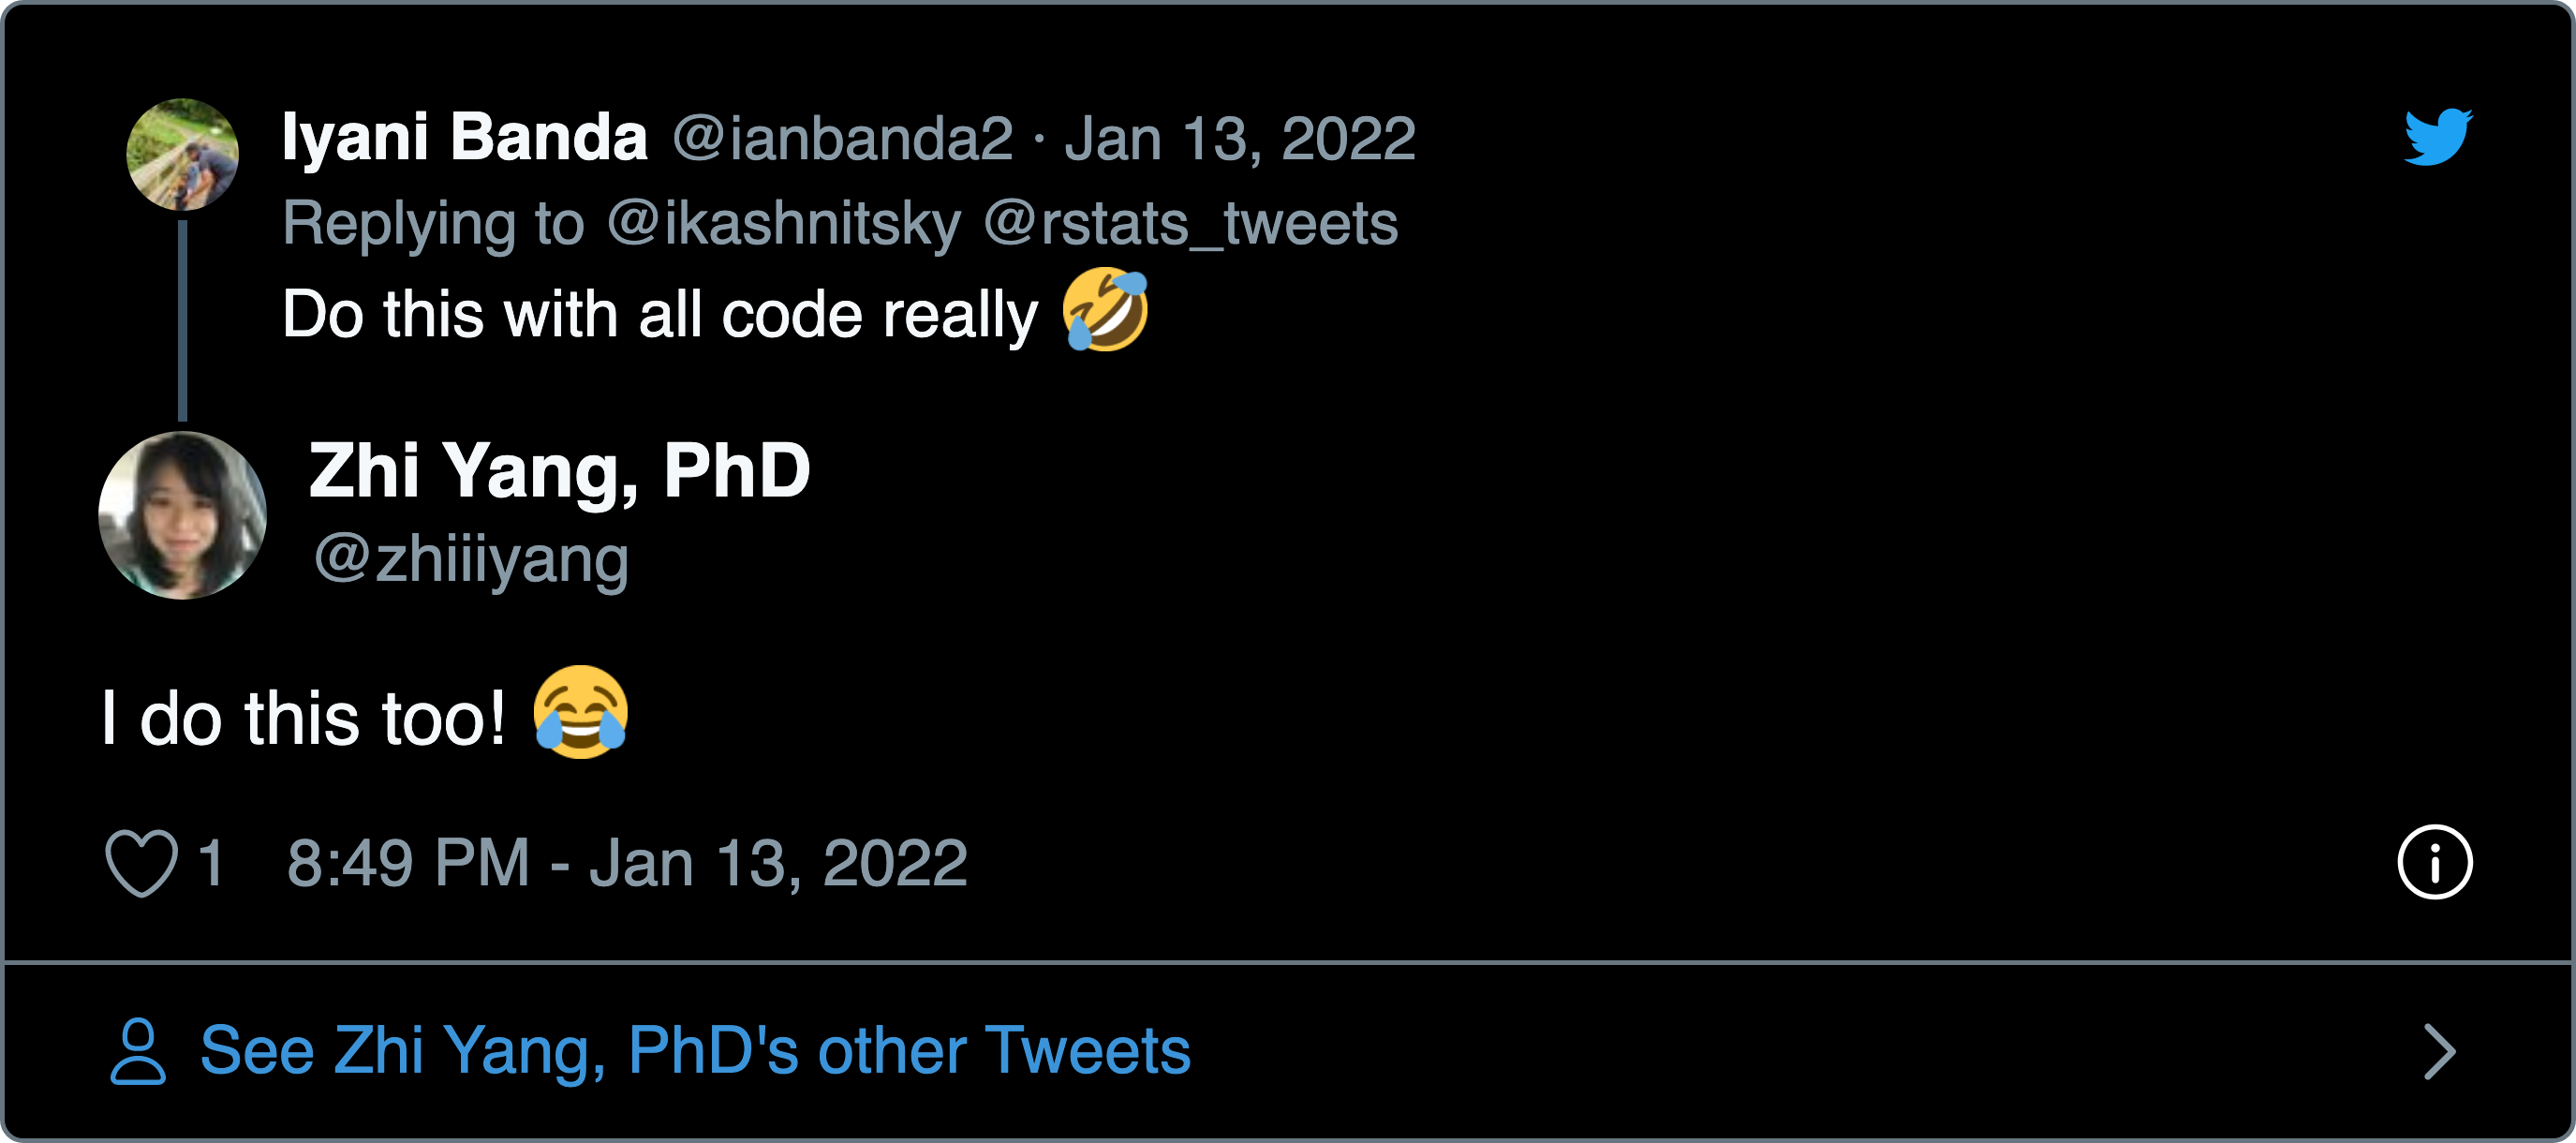 Iyani Banda @ianbanda2 · Jan 13, 2022
Replying to @ikashnitsky @rstats_tweets
Do this with all code really 🤣
Zhi Yang, PhD
@zhiiiyang
I do this too! 😂
1 8:49 PM - Jan 13, 2022
See Zhi Yang, PhD's other Tweets